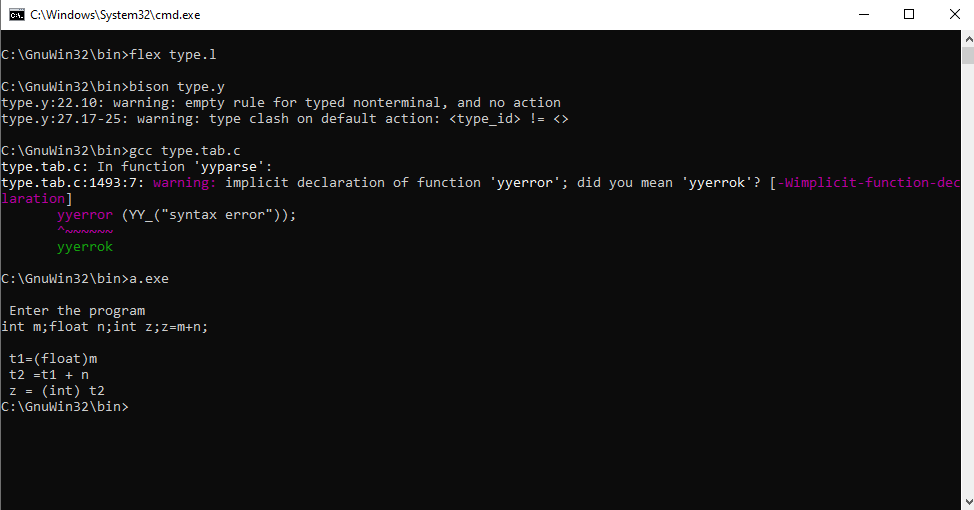 C:\Windows\System32\cmd.exe
C:\GnuWin32\bin>flex type.l
C:\GnuWin32\bin>bison type.y
type.y:22.10: warning: empty rule for typed nonterminal, and no action
type.y:27.17-25: warning: type clash on default action: <type_id> != <>
C:\GnuWin32\bin>gcc type.tab.c
type.tab.c: In function 'yyparse':
type.tab.c:1493:7: warning: implicit declaration of function 'yyerror'; did you mean 'yyerrok'? [-Wimplicit-function-dec
laration]
yyerror (YY_("syntax error"));
^~~~~~~
yyerrok
C:\GnuWin32\bin>a.exe
Enter the program
int m;float n;int z;z=m+n;
t1=(float)m
t2 =t1 + n
z = (int) t2
C:\GnuWin32\bin>